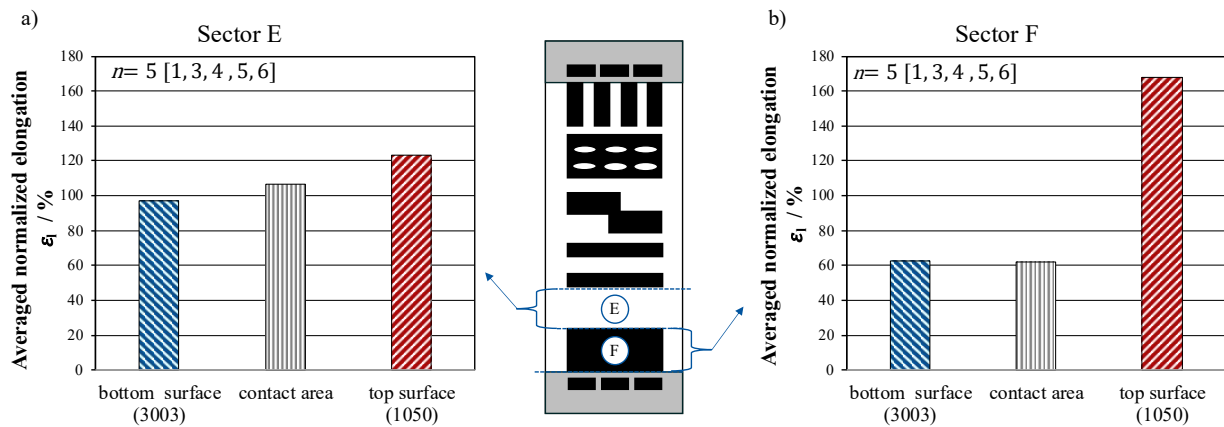 a)
Sector E
n= 5 [1, 3, 4 , 5, 6]
Averaged normalized elongation
εl / %
180
160
140
120
100
80
60
40
20
0
bottom surface
(3003)
contact area
top surface
(1050)
E
F
b)
Sector F
n= 5 [1, 3, 4 , 5, 6]
Averaged normalized elongation
εl / %
180
160
140
120
100
80
60
40
20
0
bottom surface
(3003)
contact area
top surface
(1050)